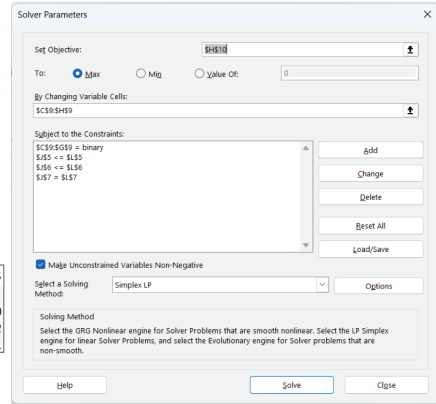 Solver Parameters
Set Objective: $H$10
To: Max Min Value Of: 0
By Changing Variable Cells:
$C$9:$H$9
Subject to the Constraints:
$C$9:$G$9 = binary
$J$5 <= $L$5
$J$6 <= $L$6
$J$7 = $L$7
Add
Change
Delete
Reset All
Load/Save
Make Unconstrained Variables Non-Negative
Select a Solving Method: Simplex LP
Options
Solving Method
Select the GRG Nonlinear engine for Solver Problems that are smooth nonlinear. Select the LP Simplex
engine for linear Solver Problems, and select the Evolutionary engine for Solver problems that are
non-smooth.
Help Solve Close